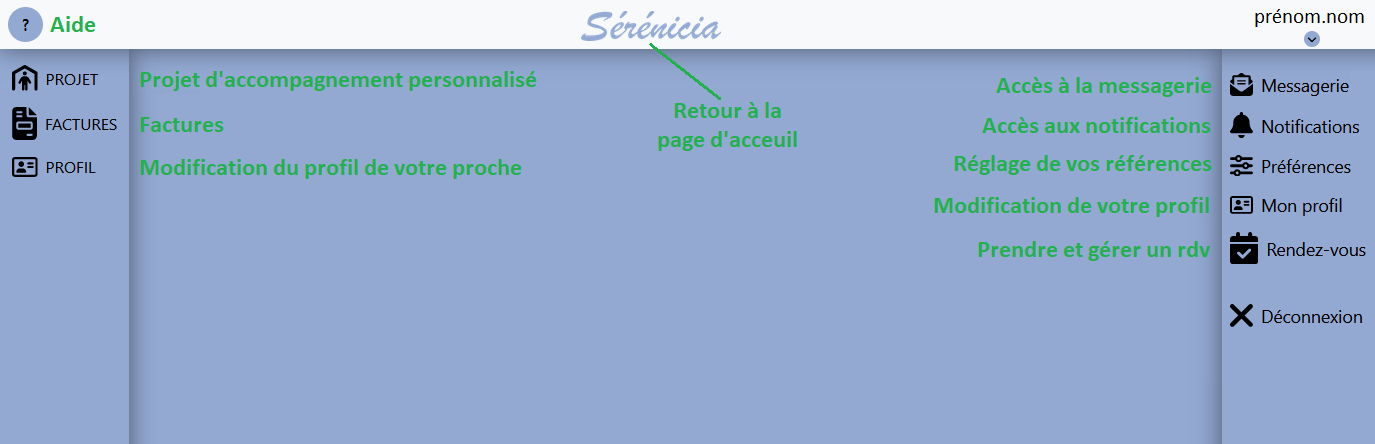 ? Aide
Sérénicia
prénom.nom
PROJET
Projet d'accompagnement personnalisé
FACTURES
Factures
PROFIL
Modification du profil de votre proche
Retour à la
page d'acceuil
Accès à la messagerie
Messagerie
Accès aux notifications
Notifications
Réglage de vos références
Préférences
Modification de votre profil
Mon profil
Prendre et gérer un rdv
Rendez-vous
Déconnexion